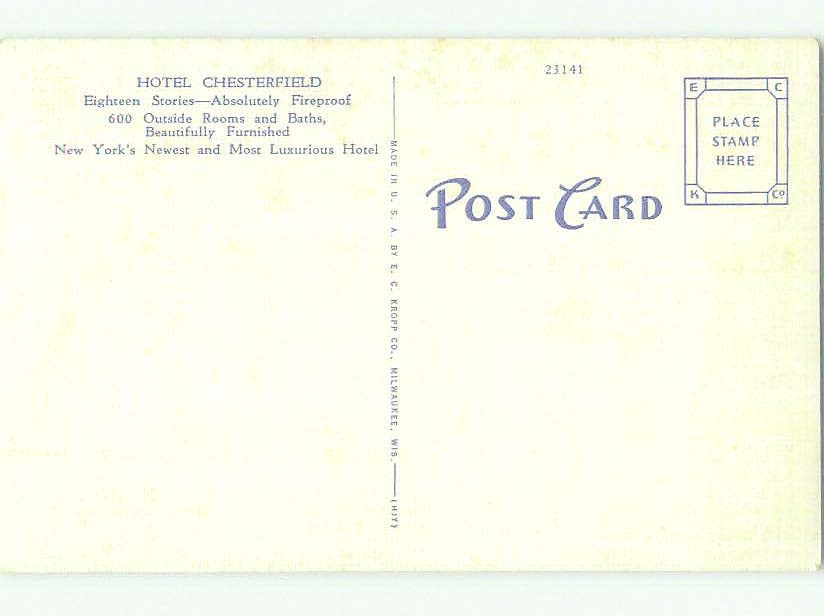 HOTEL CHESTERFIELD
Eighteen Stories—Absolutely Fireproof
600 Outside Rooms and Baths,
Beautifully Furnished
New York's Newest and Most Luxurious Hotel
MADE IN U. S. A. BY E. C. KROPP CO., MILWAUKEE, WIS.
(HJY)
23141
POST CARD
E C
PLACE
STAMP
HERE
K Co